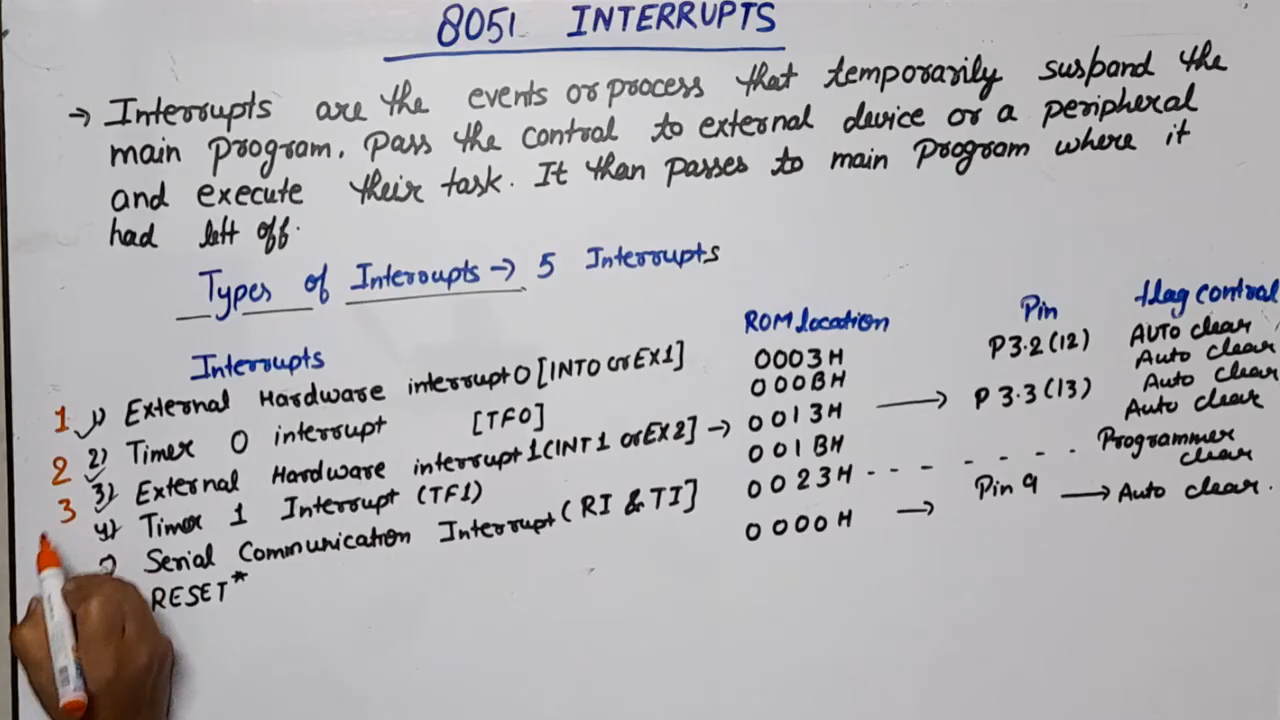 8051 INTERRUPTS
→ Interrupts are the events or process that temporarily suspand the
main program. Pass the control to external device or a peripheral
and execute their task. It than passes to main program where it
had left off.
Types of Interrupts → 5 Interrupts
Interrupts ROM location Pin flag control
1 1) External Hardware interrupt 0 [INT0 or EX1] 0003H P3.2(12) AUTO clear
2 2) Timer 0 interrupt [TF0] 000BH Auto clear
3 3) External Hardware interrupt 1 (INT1 or EX2] → 0013H → P3.3(13) Auto clear
4) Timer 1 Interrupt (TF1) 001BH Auto clear
Serial Communication Interrupt (RI & TI] 0023H - - - - - - - Programmer clear
RESET* 0000H → Pin 9 → Auto clear.